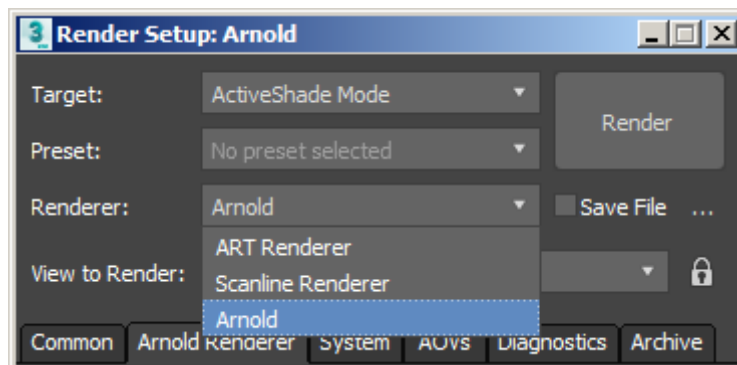 Render Setup: Arnold
Target: ActiveShade Mode
Render
Preset: No preset selected
Renderer: Arnold Save File ...
ART Renderer
View to Render: Scanline Renderer
Arnold
Common Arnold Renderer System AOVs Diagnostics Archive